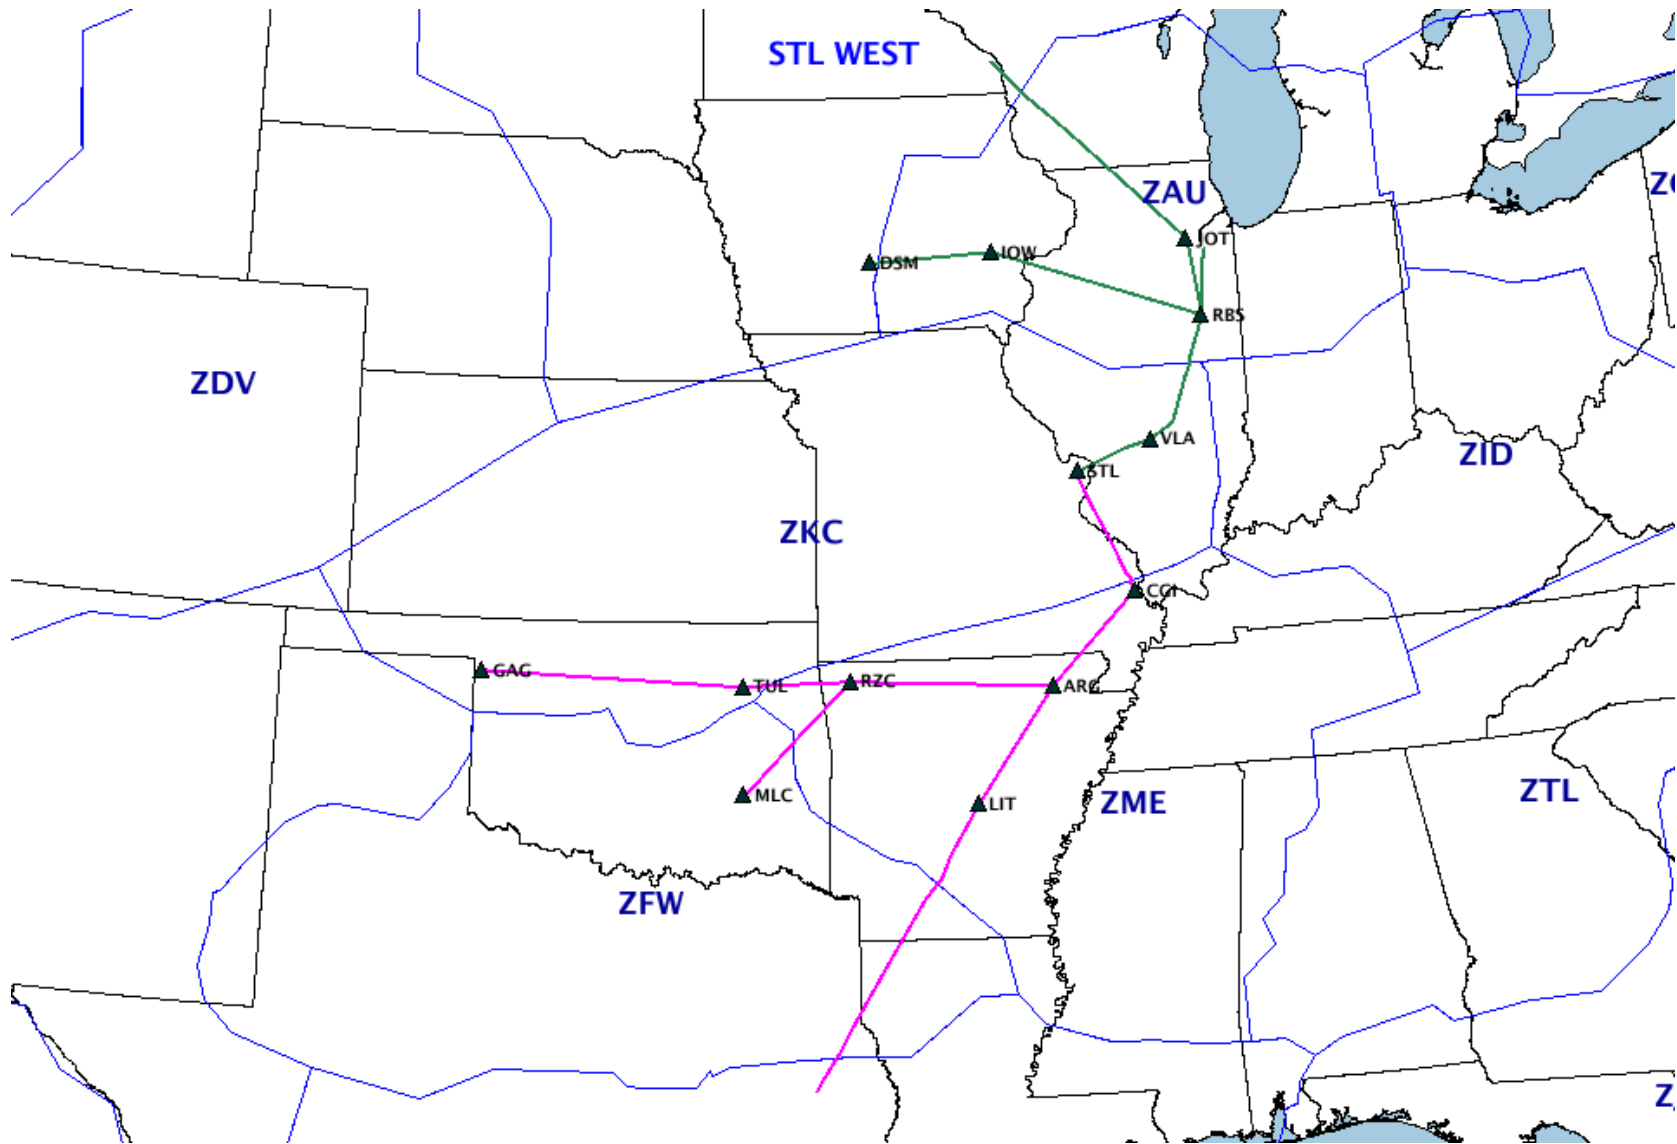 STL WEST
ZAU
JOT
IOW
DSM
RBS
ZDV
VLA
ZID
STL
ZKC
CGI
GAG
TUL
RZC
ARG
MLC
LIT
ZME
ZTL
ZFW